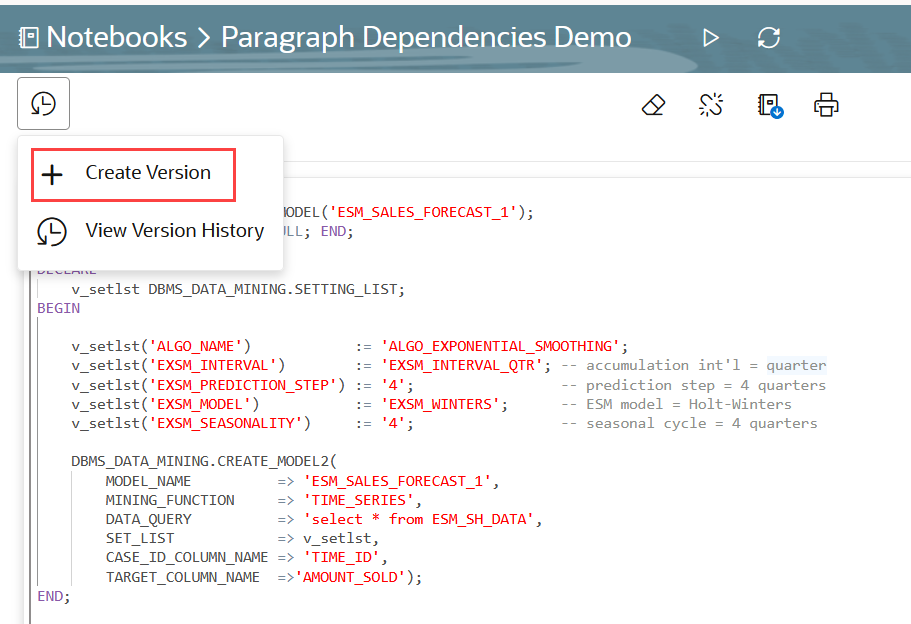 Notebooks > Paragraph Dependencies Demo
Create Version
View Version History
MODEL('ESM_SALES_FORECAST_1');
NULL; END;
DECLARE
v_setlst DBMS_DATA_MINING.SETTING_LIST;
BEGIN
v_setlst('ALGO_NAME') := 'ALGO_EXPONENTIAL_SMOOTHING';
v_setlst('EXSM_INTERVAL') := 'EXSM_INTERVAL_QTR'; -- accumulation int'l = quarter
v_setlst('EXSM_PREDICTION_STEP') := '4'; -- prediction step = 4 quarters
v_setlst('EXSM_MODEL') := 'EXSM_WINTERS'; -- ESM model = Holt-Winters
v_setlst('EXSM_SEASONALITY') := '4'; -- seasonal cycle = 4 quarters
DBMS_DATA_MINING.CREATE_MODEL2(
MODEL_NAME => 'ESM_SALES_FORECAST_1',
MINING_FUNCTION => 'TIME_SERIES',
DATA_QUERY => 'select * from ESM_SH_DATA',
SET_LIST => v_setlst,
CASE_ID_COLUMN_NAME => 'TIME_ID',
TARGET_COLUMN_NAME =>'AMOUNT_SOLD');
END;